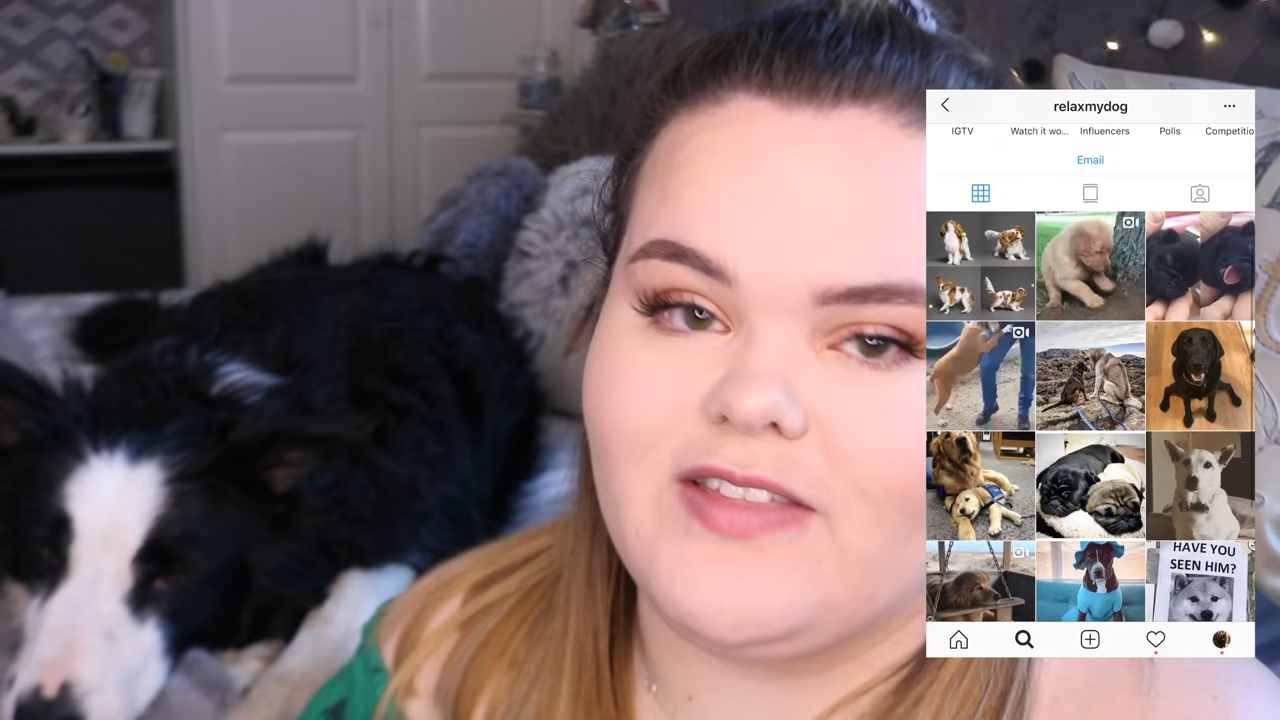 relaxmydog
IGTV
Watch it wo...
Influencers
Polls
Competitio
Email
HAVE YOU
SEEN HIM?